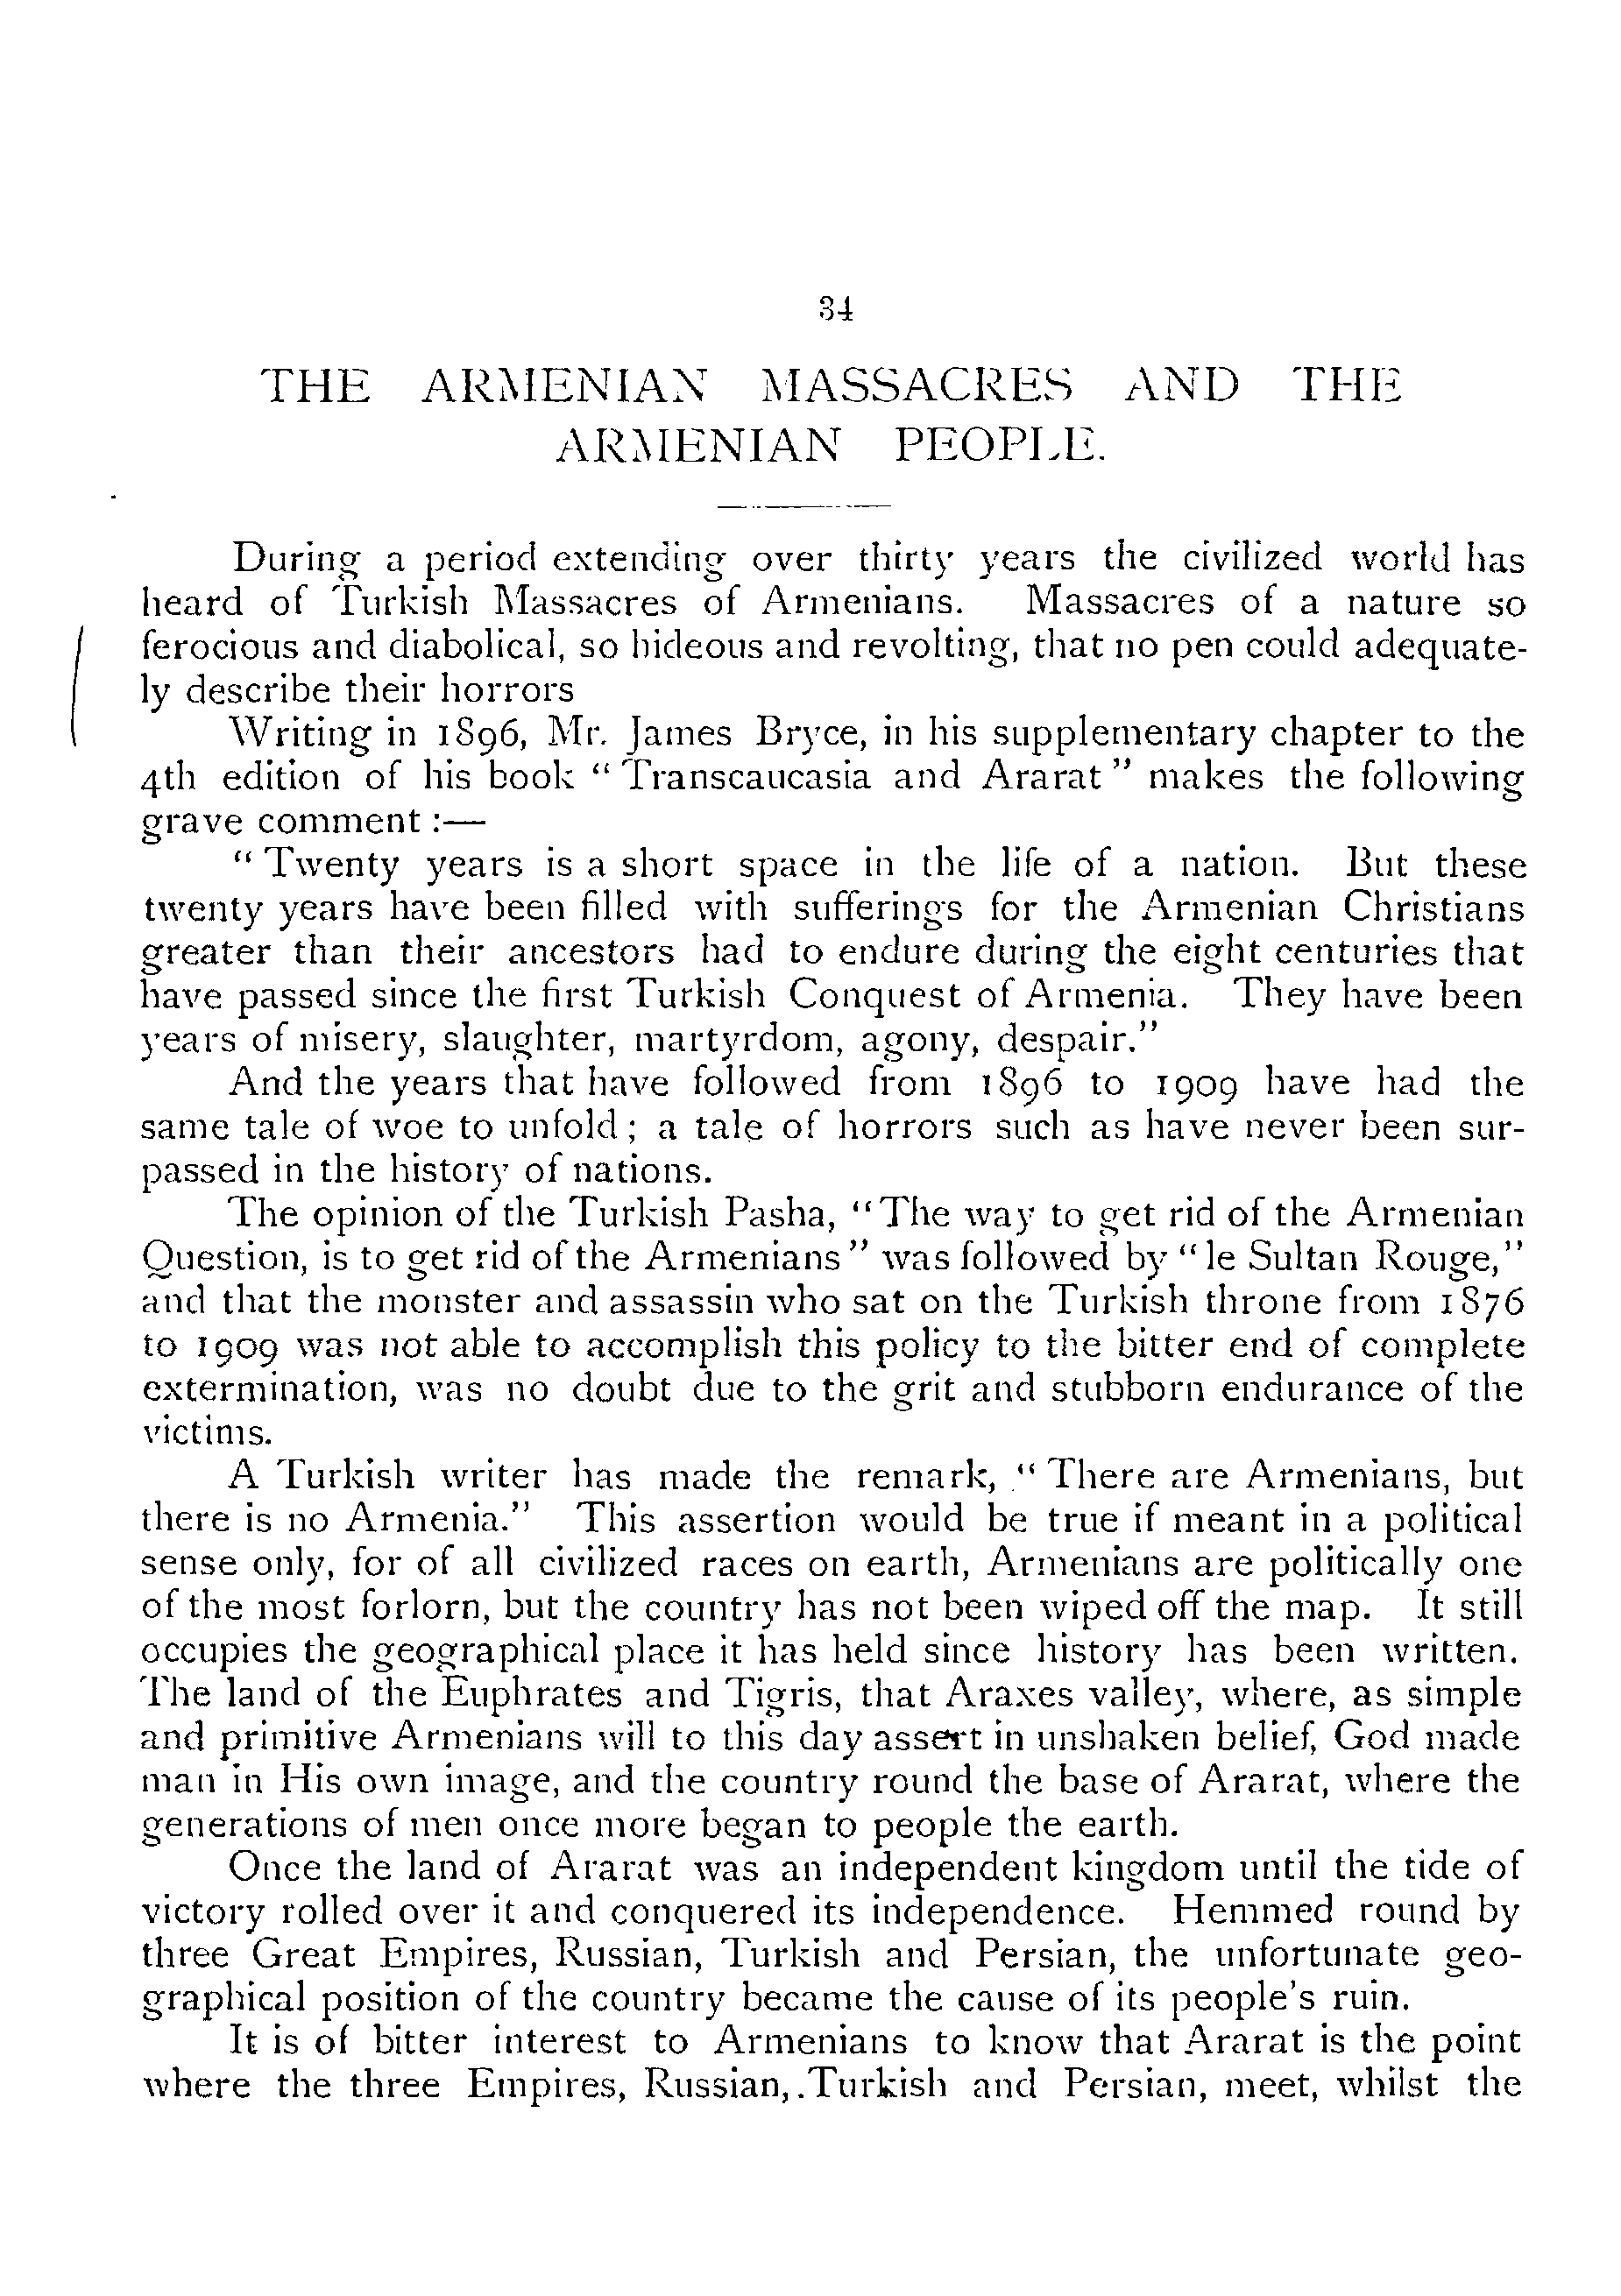 34
THE ARMENIAN MASSACRES AND THE
ARMENIAN PEOPLE.
During a period extending over thirty years the civilized world has
heard of Turkish Massacres of Armenians. Massacres of a nature so
ferocious and diabolical, so hideous and revolting, that no pen could adequate-
ly describe their horrors
Writing in 1896, Mr. James Bryce, in his supplementary chapter to the
4th edition of his book “ Transcaucasia and Ararat ” makes the following
grave comment :—
“ Twenty years is a short space in the life of a nation. But these
twenty years have been filled with sufferings for the Armenian Christians
greater than their ancestors had to endure during the eight centuries that
have passed since the first Turkish Conquest of Armenia. They have been
years of misery, slaughter, martyrdom, agony, despair.”
And the years that have followed from 1896 to 1909 have had the
same tale of woe to unfold ; a tale of horrors such as have never been sur-
passed in the history of nations.
The opinion of the Turkish Pasha, “The way to get rid of the Armenian
Question, is to get rid of the Armenians ” was followed by “ le Sultan Rouge,”
and that the monster and assassin who sat on the Turkish throne from 1876
to 1909 was not able to accomplish this policy to the bitter end of complete
extermination, was no doubt due to the grit and stubborn endurance of the
victims.
A Turkish writer has made the remark, “ There are Armenians, but
there is no Armenia.” This assertion would be true if meant in a political
sense only, for of all civilized races on earth, Armenians are politically one
of the most forlorn, but the country has not been wiped off the map. It still
occupies the geographical place it has held since history has been written.
The land of the Euphrates and Tigris, that Araxes valley, where, as simple
and primitive Armenians will to this day assert in unshaken belief, God made
man in His own image, and the country round the base of Ararat, where the
generations of men once more began to people the earth.
Once the land of Ararat was an independent kingdom until the tide of
victory rolled over it and conquered its independence. Hemmed round by
three Great Empires, Russian, Turkish and Persian, the unfortunate geo-
graphical position of the country became the cause of its people’s ruin.
It is of bitter interest to Armenians to know that Ararat is the point
where the three Empires, Russian, Turkish and Persian, meet, whilst the